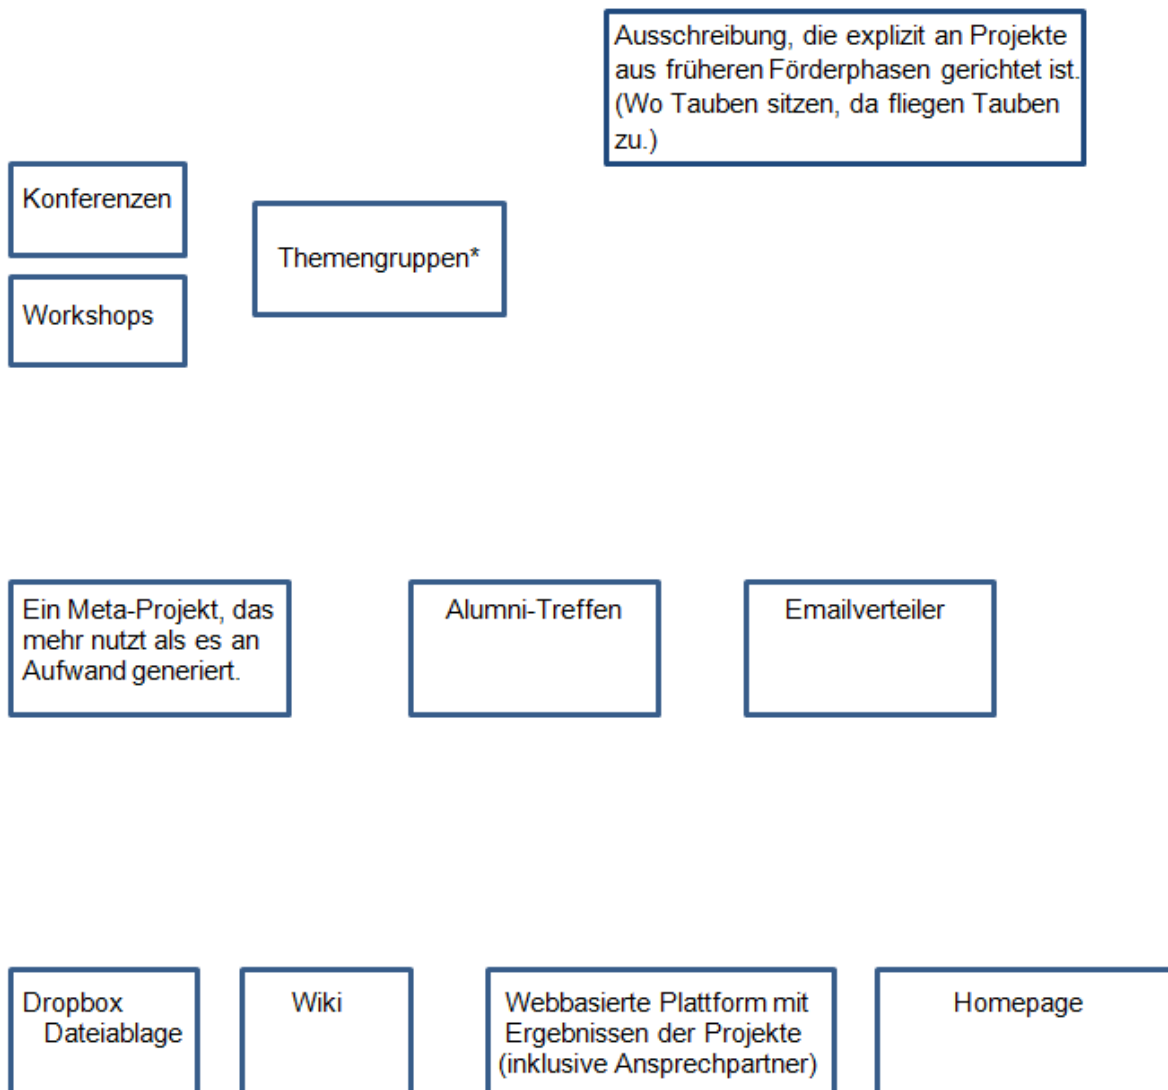 Ausschreibung, die explizit an Projekte
aus früheren Förderphasen gerichtet ist.
(Wo Tauben sitzen, da fliegen Tauben
zu.)
Konferenzen
Themengruppen*
Workshops
Ein Meta-Projekt, das
mehr nutzt als es an
Aufwand generiert.
Alumni-Treffen
Emailverteiler
Dropbox
Dateiablage
Wiki
Webbasierte Plattform mit
Ergebnissen der Projekte
(inklusive Ansprechpartner)
Homepage